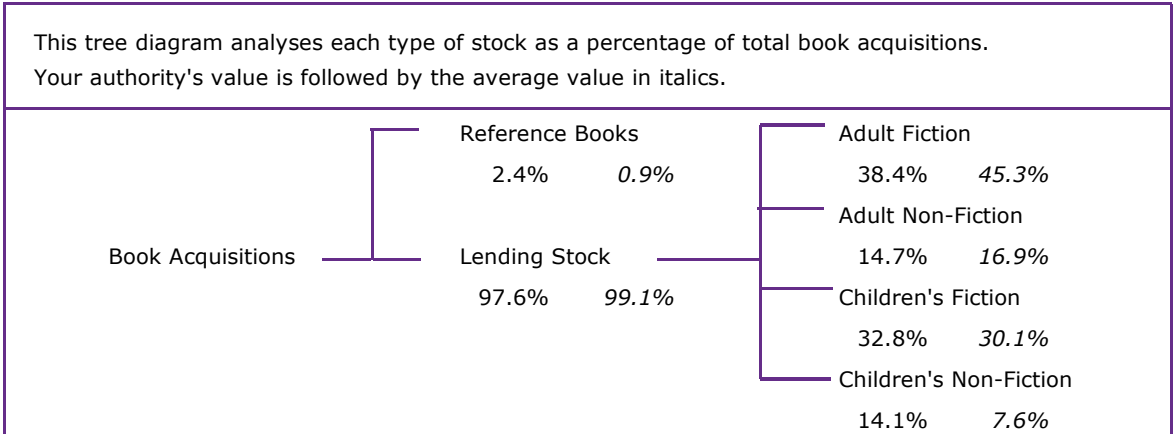 This tree diagram analyses each type of stock as a percentage of total book acquisitions.
Your authority's value is followed by the average value in italics.
Reference Books
2.4% 0.9%
Book Acquisitions
Lending Stock
97.6% 99.1%
Adult Fiction
38.4% 45.3%
Adult Non-Fiction
14.7% 16.9%
Children's Fiction
32.8% 30.1%
Children's Non-Fiction
14.1% 7.6%